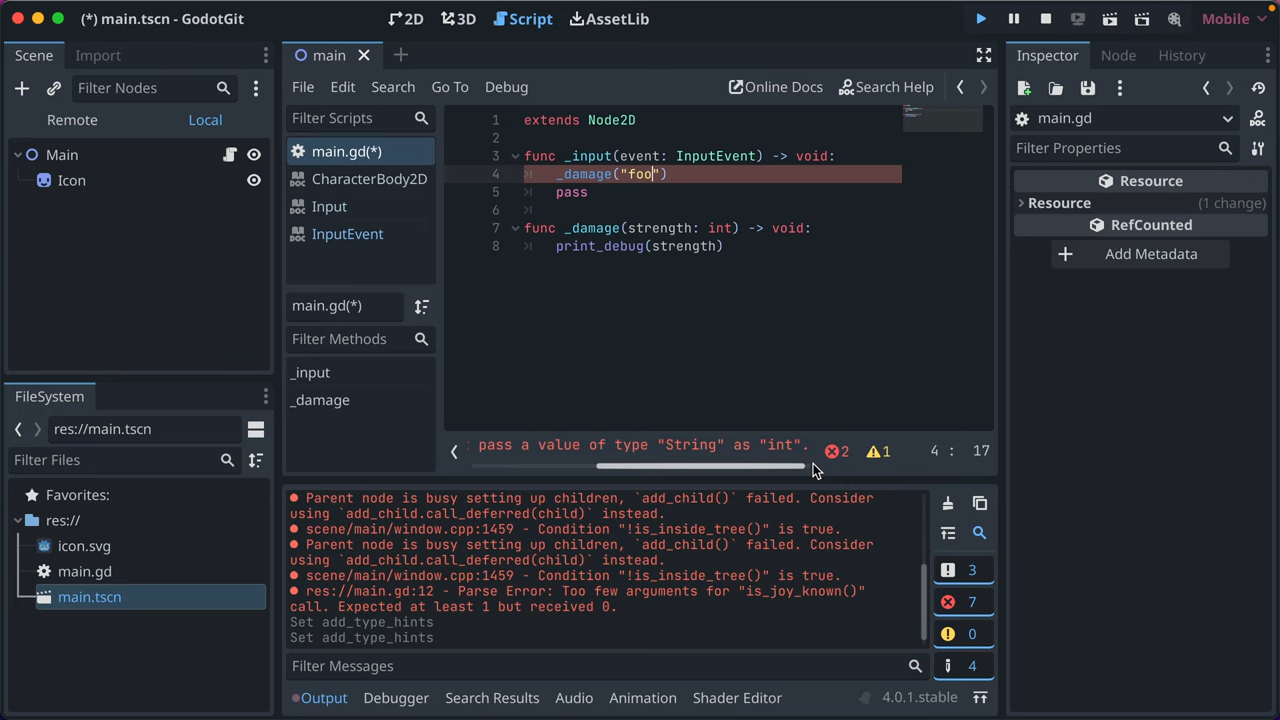 (*) main.tscn - GodotGit
2D
3D
Script
AssetLib
Mobile
Scene
Import
Filter Nodes
Remote
Local
Main
Icon
FileSystem
res://main.tscn
Filter Files
Favorites:
res://
icon.svg
main.gd
main.tscn
main
File
Edit
Search
Go To
Debug
Online Docs
Search Help
Filter Scripts
main.gd(*)
CharacterBody2D
Input
InputEvent
main.gd(*)
Filter Methods
_input
_damage
1 extends Node2D
2
3 func _input(event: InputEvent) -> void:
4 _damage("foo")
5 pass
6
7 func _damage(strength: int) -> void:
8 print_debug(strength)
pass a value of type "String" as "int".
2
1
4 : 17
Parent node is busy setting up children, `add_child()` failed. Consider
using `add_child.call_deferred(child)` instead.
scene/main/window.cpp:1459 - Condition "!is_inside_tree()" is true.
Parent node is busy setting up children, `add_child()` failed. Consider
using `add_child.call_deferred(child)` instead.
scene/main/window.cpp:1459 - Condition "!is_inside_tree()" is true.
res://main.gd:12 - Parse Error: Too few arguments for "is_joy_known()"
call. Expected at least 1 but received 0.
Set add_type_hints
Set add_type_hints
3
7
0
4
Filter Messages
Output
Debugger
Search Results
Audio
Animation
Shader Editor
4.0.1.stable
Inspector
Node
History
main.gd
Filter Properties
Resource
Resource
(1 change)
RefCounted
Add Metadata